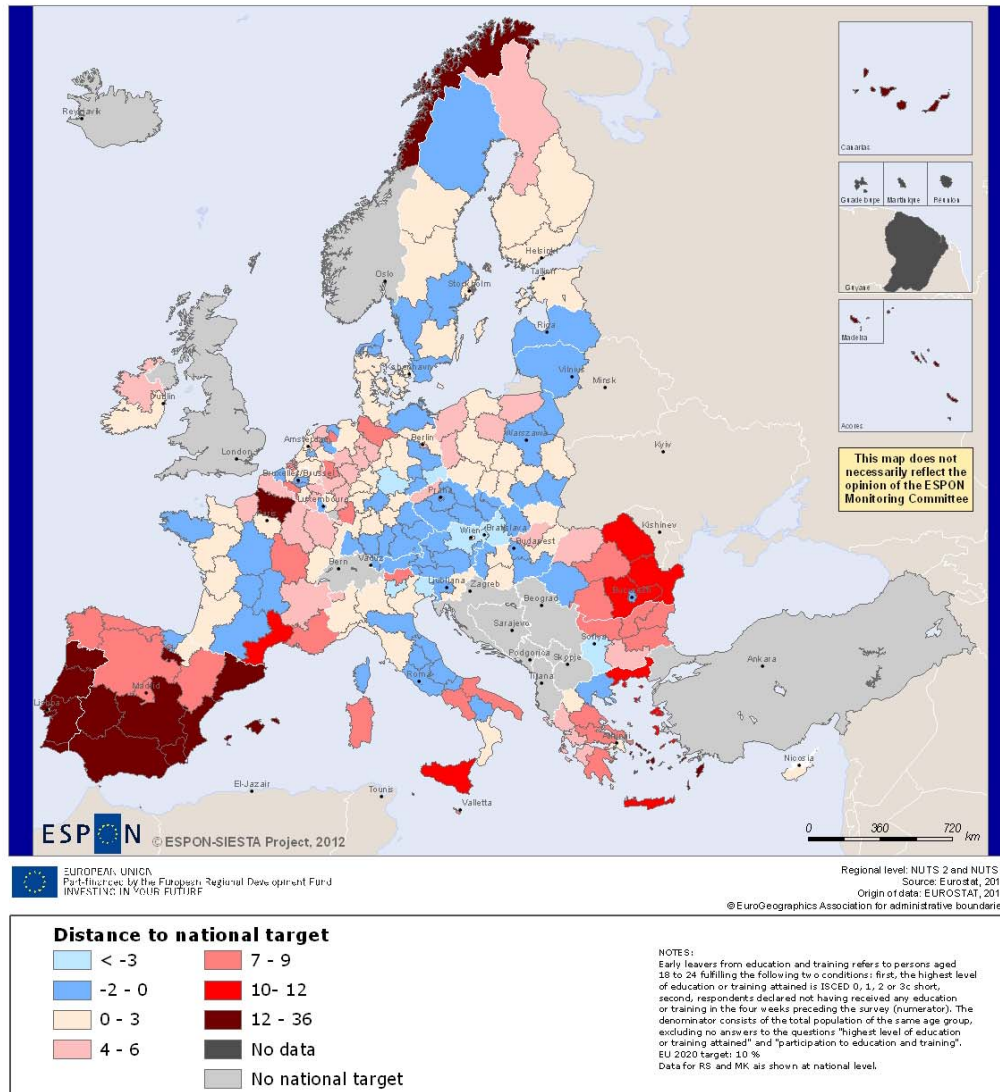 Reykjavik
Canarias
Guadeloupe
Martinique
Réunion
Guyane
Madeira
Acores
Oslo
Helsinki
Tallinn
Stockholm
Riga
København
Vilnius
Minsk
Dublin
London
Amsterdam
Berlin
Warszawa
Bruxelles/Brussel
Kyiv
Luxembourg
Praha
Paris
Wien
Bratislava
Budapest
Kishinev
Bern
Vaduz
Ljubljana
Zagreb
Beograd
Bucuresti
Sarajevo
Sofiya
Podgorica
Skopje
Tirana
Ankara
Roma
Madrid
Lisboa
Athinai
Nicosia
El-Jazair
Tounis
Valletta
This map does not
necessarily reflect the
opinion of the ESPON
Monitoring Committee
ESPON © ESPON-SIESTA Project, 2012
0 360 720
km
EUROPEAN UNION
Part-financed by the European Regional Development Fund
INVESTING IN YOUR FUTURE
Regional level: NUTS 2 and NUTS
Source: Eurostat, 201
Origin of data: EUROSTAT, 201
© EuroGeographics Association for administrative boundarie
Distance to national target
< -3
-2 - 0
0 - 3
4 - 6
7 - 9
10- 12
12 - 36
No data
No national target
NOTES:
Early leavers from education and training refers to persons aged
18 to 24 fulfilling the following two conditions: first, the highest level
of education or training attained is ISCED 0, 1, 2 or 3c short,
second, respondents declared not having received any education
or training in the four weeks preceding the survey (numerator). The
denominator consists of the total population of the same age group,
excluding no answers to the questions "highest level of education
or training attained" and "participation to education and training".
EU 2020 target: 10 %
Data for RS and MK ais shown at national level.